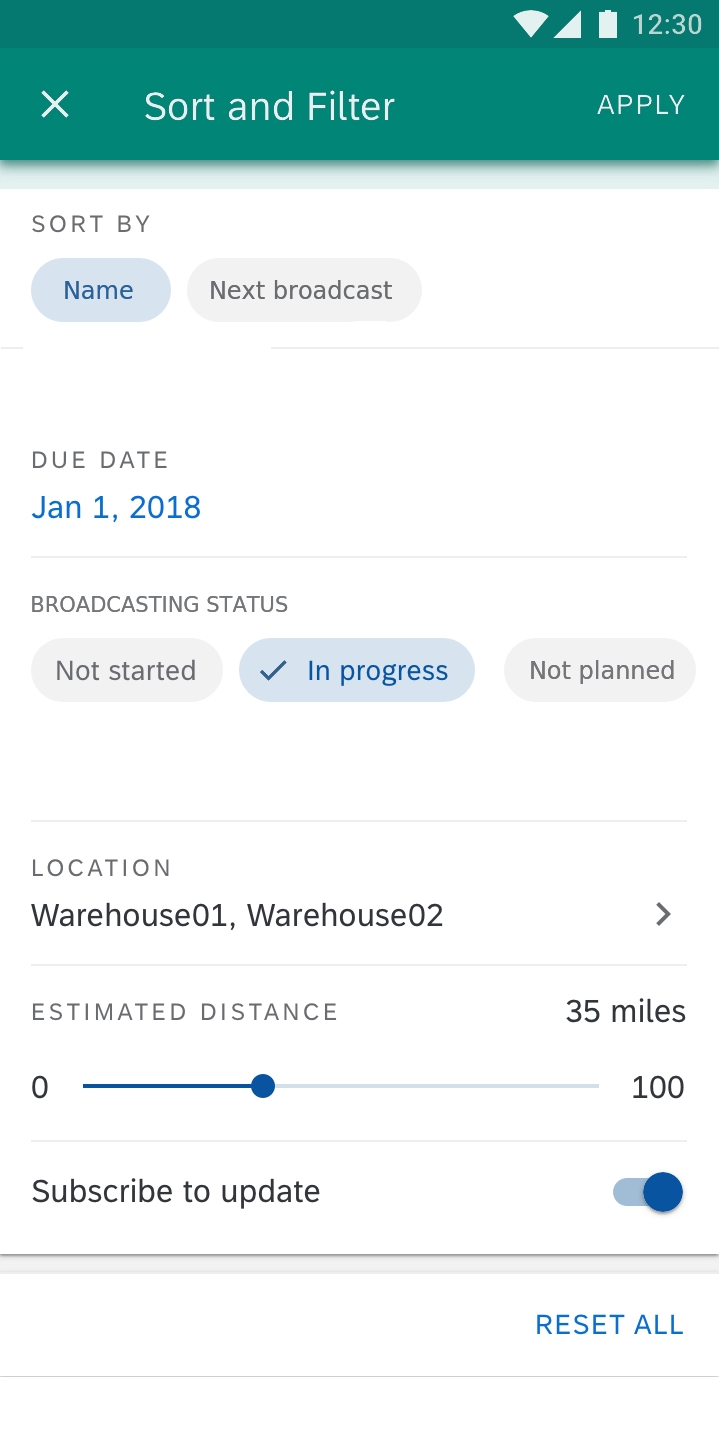 12:30
Sort and Filter APPLY
SORT BY
Name Next broadcast
DUE DATE
Jan 1, 2018
BROADCASTING STATUS
Not started In progress Not planned
LOCATION
Warehouse01, Warehouse02
ESTIMATED DISTANCE 35 miles
0 100
Subscribe to update
RESET ALL